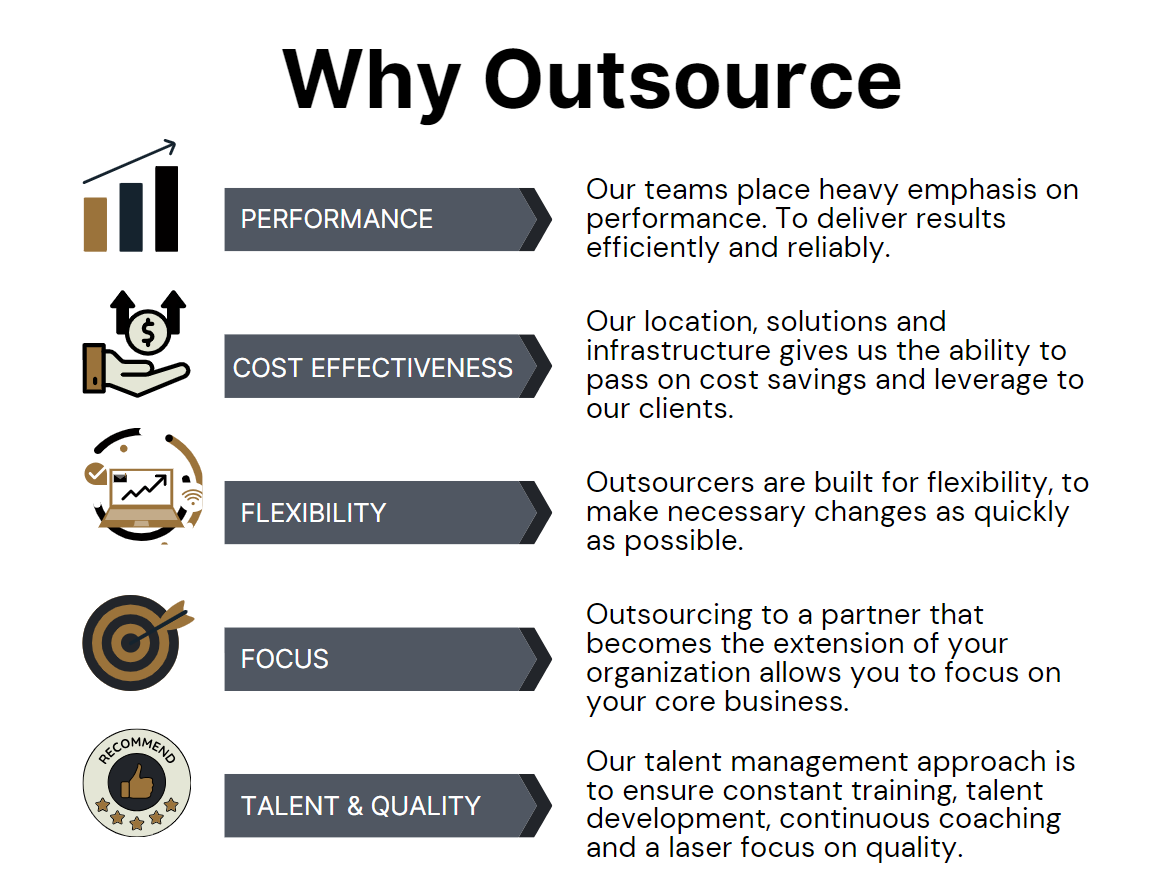 Why Outsource
PERFORMANCE
Our teams place heavy emphasis on
performance. To deliver results
efficiently and reliably.
COST EFFECTIVENESS
$
Our location, solutions and
infrastructure gives us the ability to
pass on cost savings and leverage to
our clients.
FLEXIBILITY
Outsourcers are built for flexibility, to
make necessary changes as quickly
as possible.
FOCUS
Outsourcing to a partner that
becomes the extension of your
organization allows you to focus on
your core business.
RECOMMEND
TALENT & QUALITY
Our talent management approach is
to ensure constant training, talent
development, continuous coaching
and a laser focus on quality.